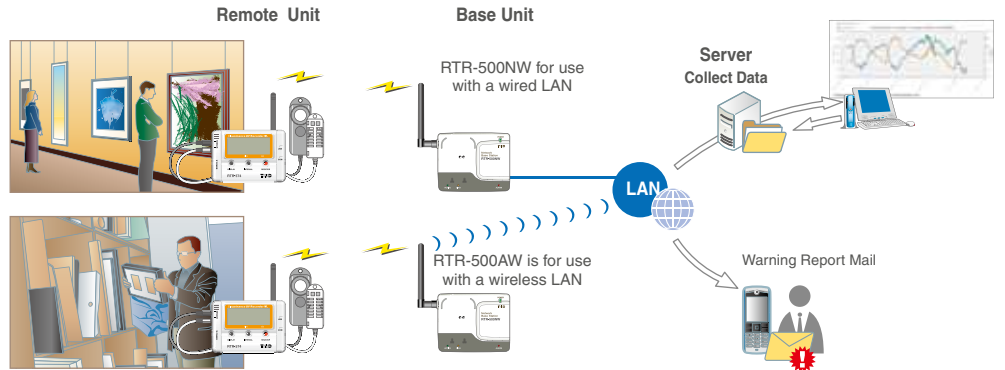 Remote Unit
Base Unit
RTR-500NW for use
with a wired LAN
Server
Collect Data
LAN
RTR-500AW is for use
with a wireless LAN
Warning Report Mail